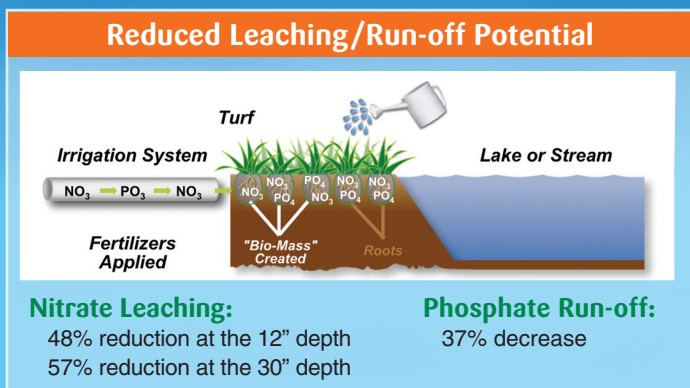 Reduced Leaching/Run-off Potential
Turf
Irrigation System
Lake or Stream
NO3 PO3 NO3
NO3 NO3 PO4 PO4 NO3 NO3 PO4 NO3 PO4
Fertilizers
Applied
"Bio-Mass"
Created
Roots
Nitrate Leaching:
48% reduction at the 12” depth
57% reduction at the 30” depth
Phosphate Run-off:
37% decrease